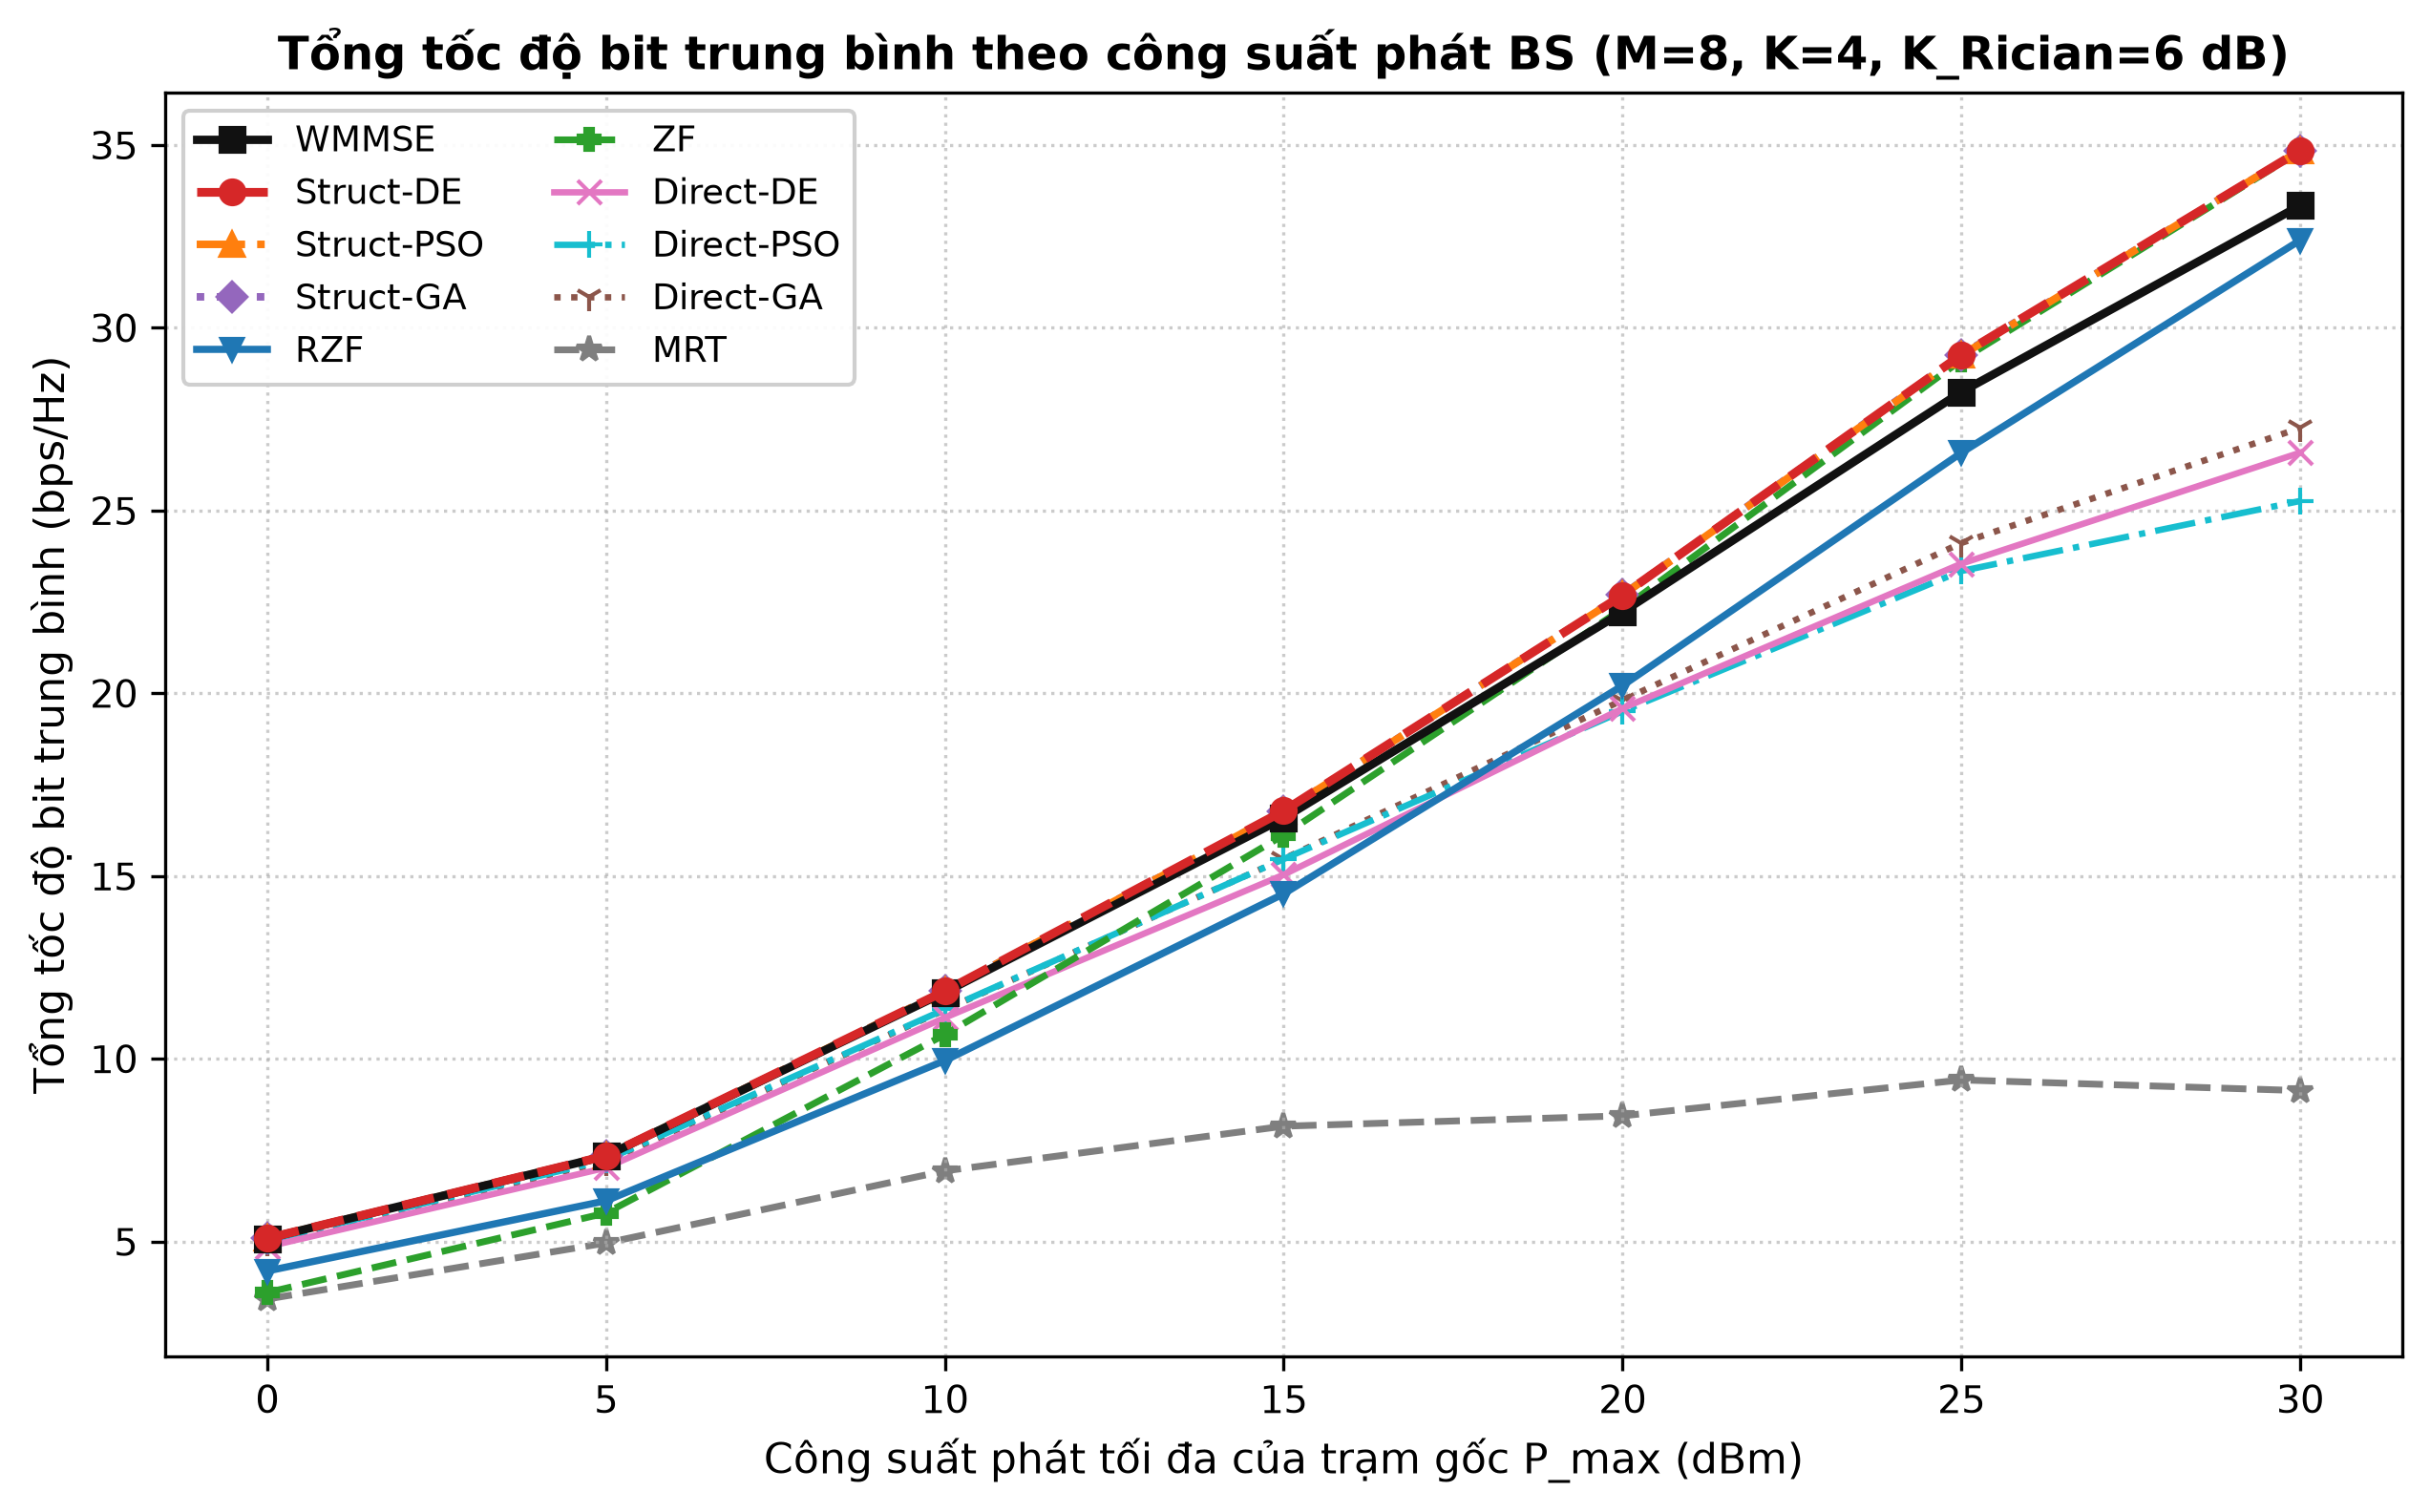 Tổng tốc độ bit trung bình theo công suất phát BS (M=8, K=4, K_Rician=6 dB)
WMMSE
Struct-DE
Struct-PSO
Struct-GA
RZF
ZF
Direct-DE
Direct-PSO
Direct-GA
MRT
Tổng tốc độ bit trung bình (bps/Hz)
35
30
25
20
15
10
5
0
5
10
15
20
25
30
Công suất phát tối đa của trạm gốc P_max (dBm)